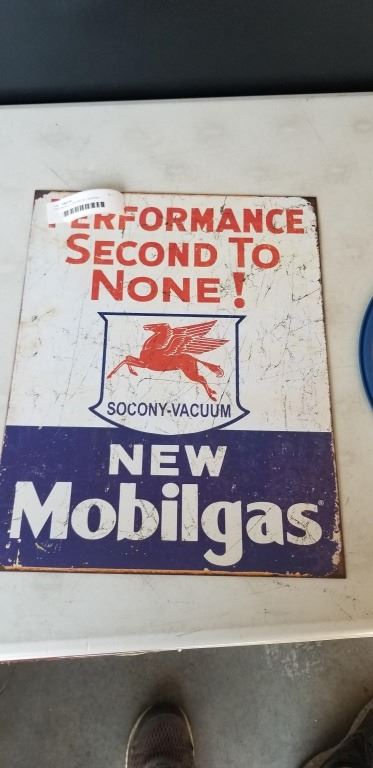 PERFORMANCE
SECOND TO
NONE!
SOCONY-VACUUM
NEW
Mobilgas